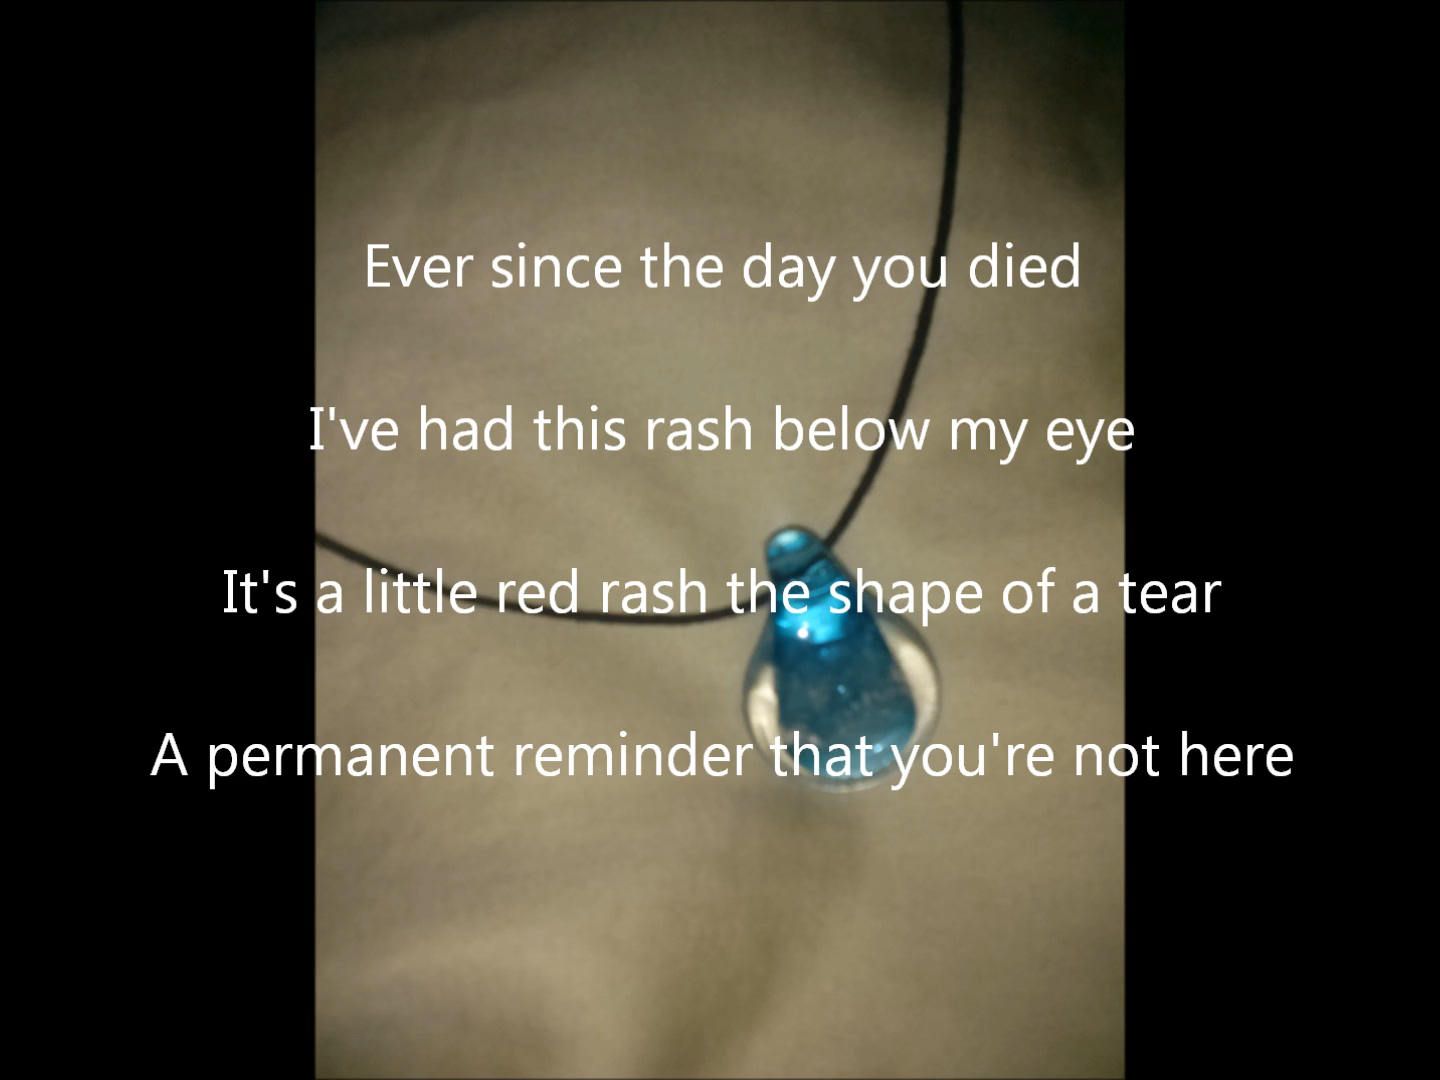 Ever since the day you died
I've had this rash below my eye
It's a little red rash the shape of a tear
A permanent reminder that you're not here